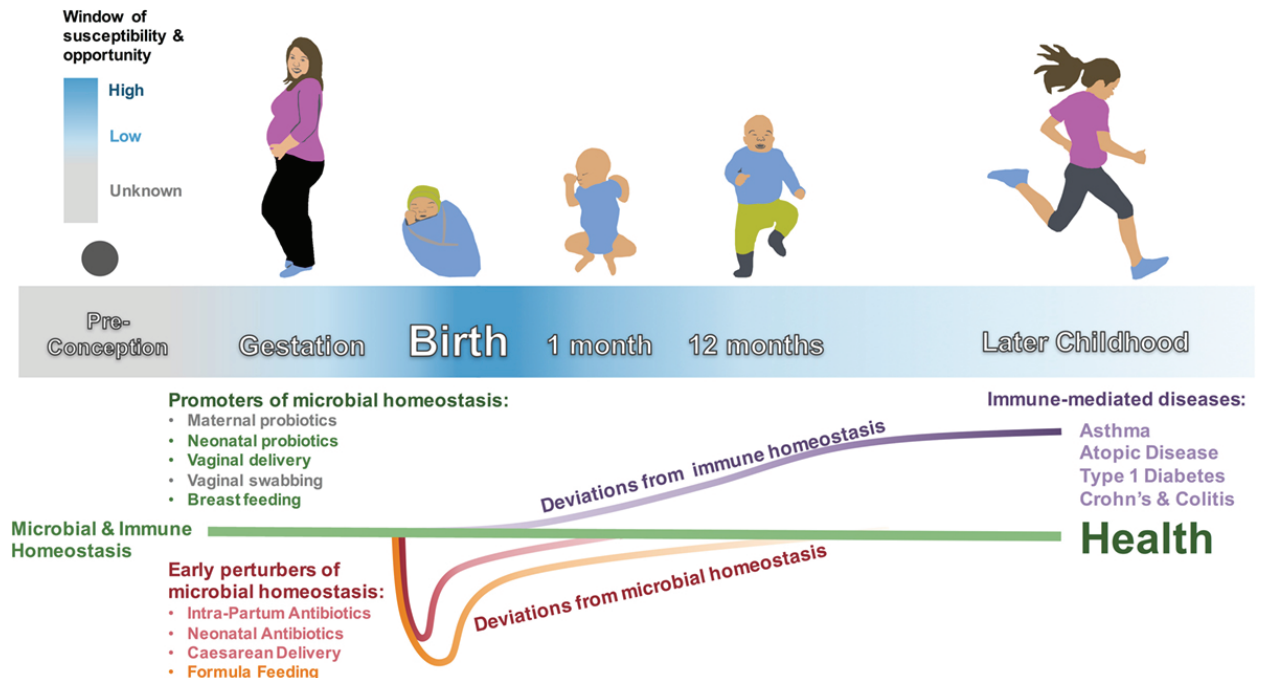 Window of
susceptibility &
opportunity
High
Low
Unknown
Pre-
Conception
Gestation
Birth
1 month
12 months
Later Childhood
Promoters of microbial homeostasis:
• Maternal probiotics
• Neonatal probiotics
• Vaginal delivery
• Vaginal swabbing
• Breast feeding
Deviations from immune homeostasis
Immune-mediated diseases:
Asthma
Atopic Disease
Type 1 Diabetes
Crohn's & Colitis
Microbial & Immune
Homeostasis
Health
Early perturbers of
microbial homeostasis:
• Intra-Partum Antibiotics
• Neonatal Antibiotics
• Caesarean Delivery
• Formula Feeding
Deviations from microbial homeostasis